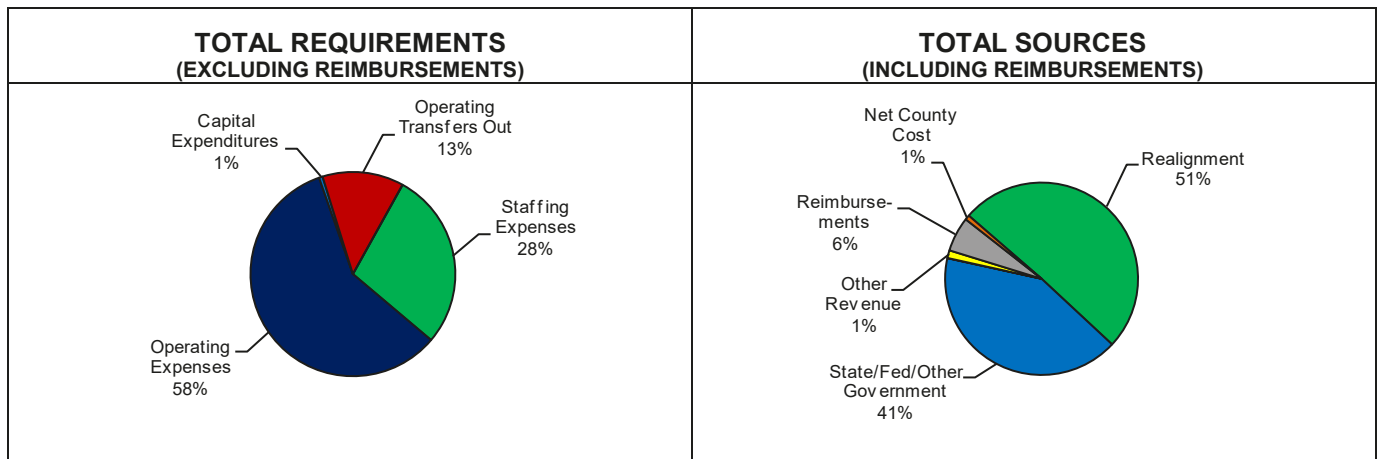 TOTAL REQUIREMENTS
(EXCLUDING REIMBURSEMENTS)
Capital
Expenditures
1%
Operating
Transfers Out
13%
Staffing
Expenses
28%
Operating
Expenses
58%
TOTAL SOURCES
(INCLUDING REIMBURSEMENTS)
Net County
Cost
1%
Realignment
51%
Reimburse-
ments
6%
Other
Revenue
1%
State/Fed/Other
Government
41%